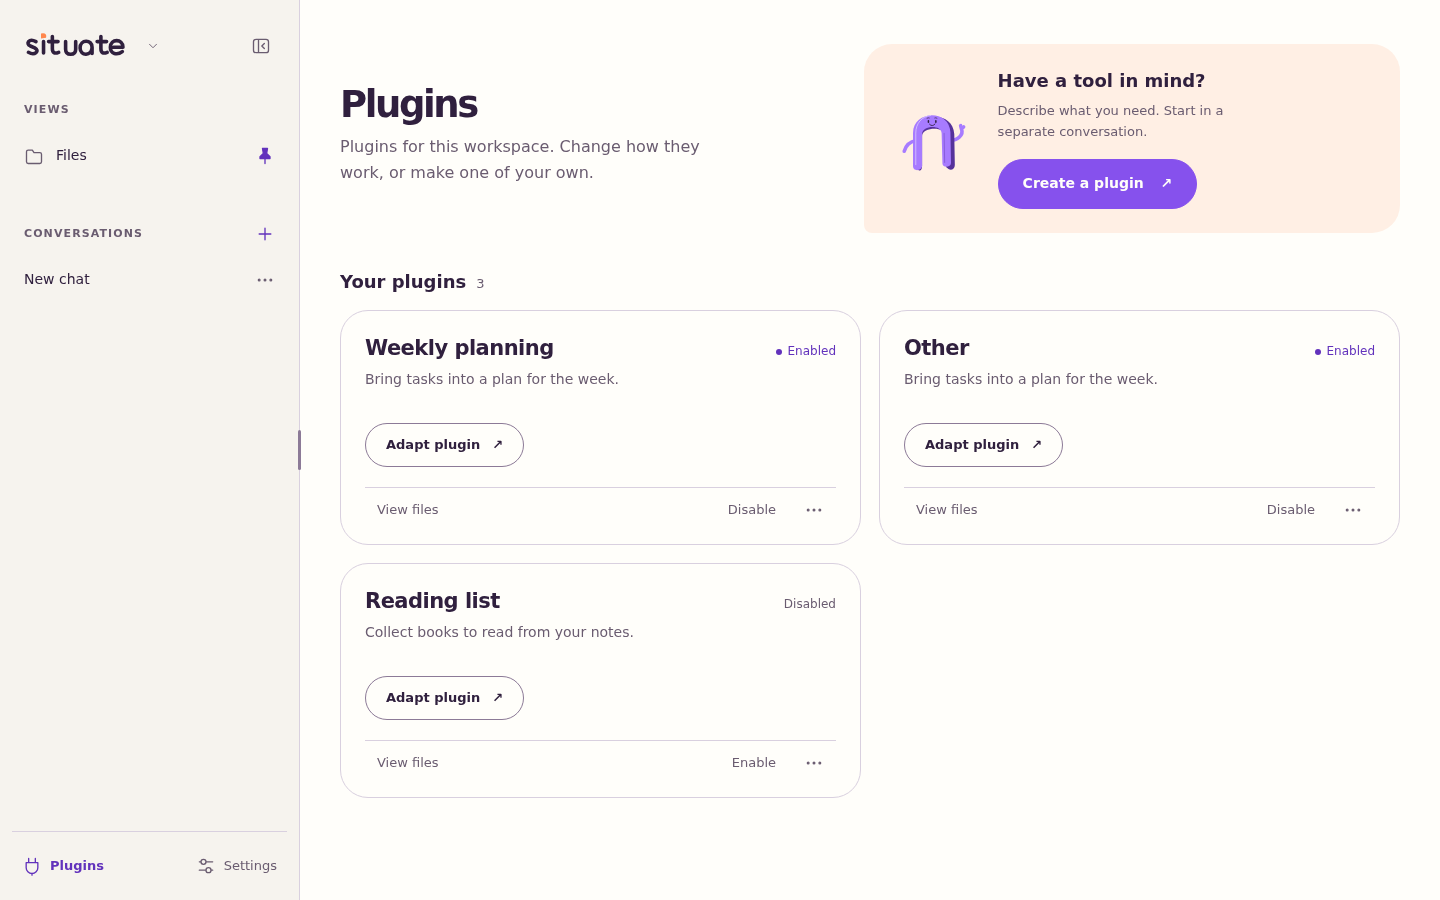 situate
VIEWS
Files
CONVERSATIONS
New chat
Plugins
Settings
Plugins
Plugins for this workspace. Change how they
work, or make one of your own.
Have a tool in mind?
Describe what you need. Start in a
separate conversation.
Create a plugin ↗
Your plugins 3
Weekly planning
Enabled
Bring tasks into a plan for the week.
Adapt plugin ↗
View files
Disable
Other
Enabled
Bring tasks into a plan for the week.
Adapt plugin ↗
View files
Disable
Reading list
Disabled
Collect books to read from your notes.
Adapt plugin ↗
View files
Enable